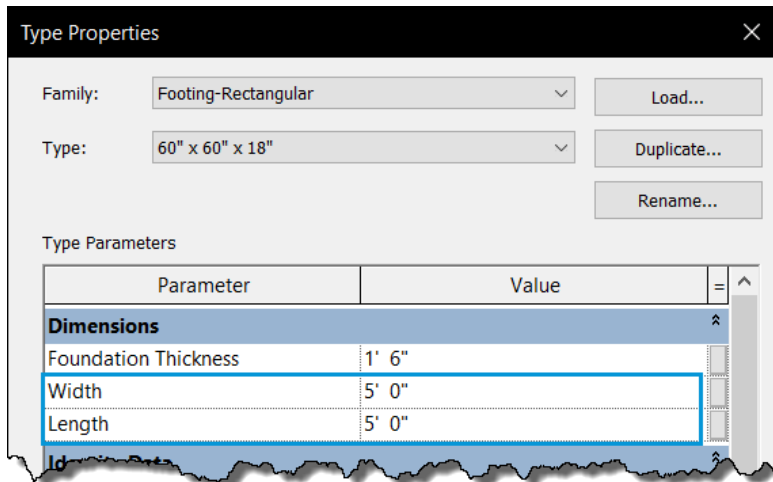 Type Properties
Family: Footing-Rectangular Load...
Type: 60" x 60" x 18" Duplicate...
Rename...
Type Parameters
Parameter Value =
Dimensions
Foundation Thickness 1' 6"
Width 5' 0"
Length 5' 0"